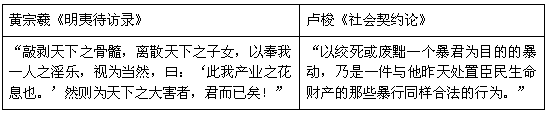 黄宗羲《明夷待访录》
卢梭《社会契约论》
“敲剥天下之骨髓，离散天下之子女，以奉我
一人之淫乐，视为当然，曰：‘此我产业之花
息也。’然则为天下之大害者，君而已矣！”
“以绞死或废黜一个暴君为目的的暴
动，乃是一件与他昨天处置臣民生命
财产的那些暴行同样合法的行为。”